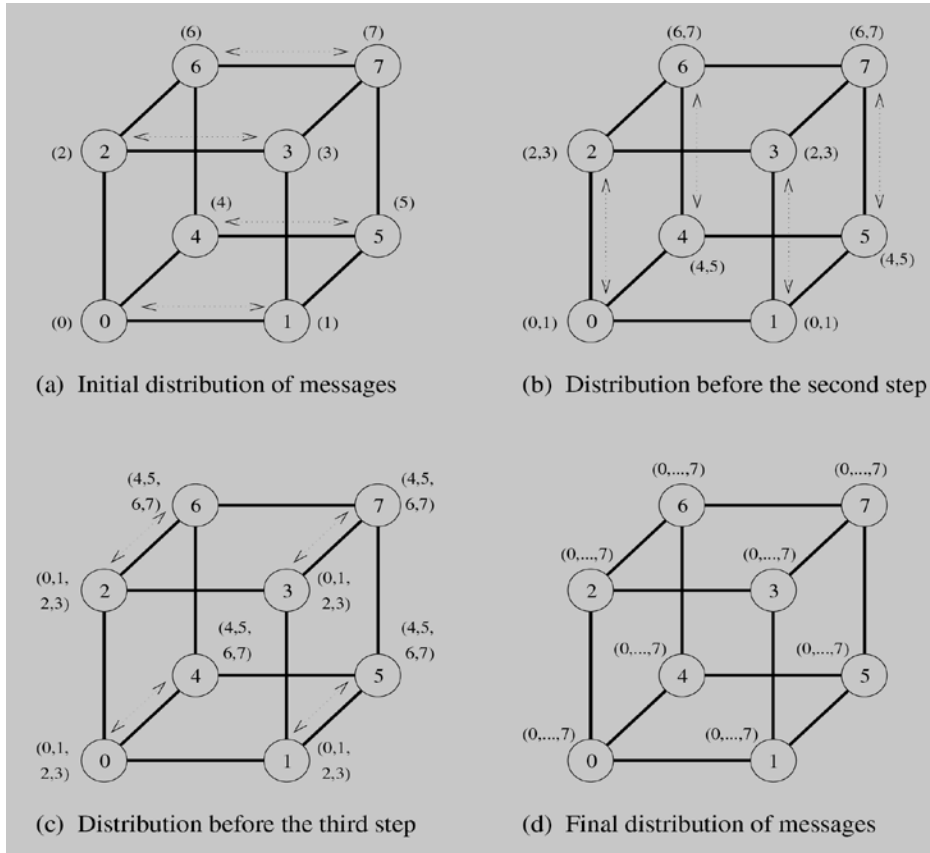 (6) (7)
6 7
(2) 2 3 (3)
(4) (5)
4 5
(0) 0 1 (1)
(a) Initial distribution of messages
(6,7) (6,7)
6 7
(2,3) 2 3 (2,3)
4 5
(4,5) (4,5)
(0,1) 0 1 (0,1)
(b) Distribution before the second step
(4,5, (4,5,
6,7) 6 7 6,7)
(0,1, 2 3 (0,1,
2,3) 2,3)
(4,5, (4,5,
6,7) 6,7)
4 5
(0,1, 0 1 (0,1,
2,3) 2,3)
(c) Distribution before the third step
(0,...,7) (0,...,7)
6 7
(0,...,7) (0,...,7)
2 3
(0,...,7) (0,...,7)
4 5
(0,...,7) (0,...,7)
0 1
(d) Final distribution of messages